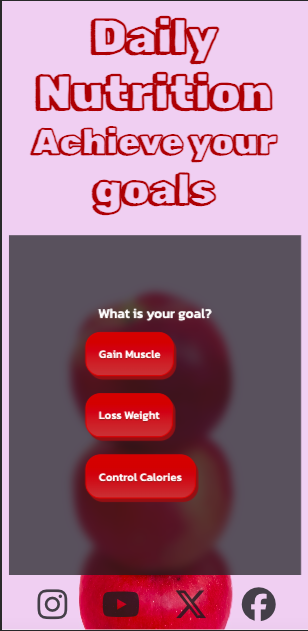 Daily
Nutrition
Achieve your
goals
What is your goal?
Gain Muscle
Loss Weight
Control Calories